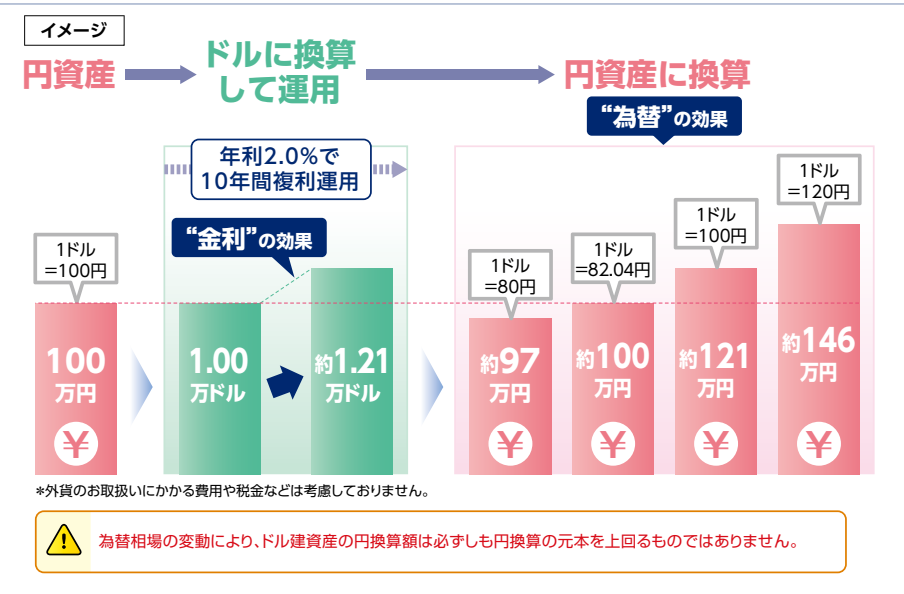 イメージ
円資産
ドルに換算
して運用
円資産に換算
“為替”の効果
年利2.0%で
10年間複利運用
“金利”の効果
1ドル
=100円
100
万円
¥
1.00
万ドル
約1.21
万ドル
1ドル
=80円
約97
万円
¥
1ドル
=82.04円
約100
万円
¥
1ドル
=100円
約121
万円
¥
1ドル
=120円
約146
万円
¥
*外貨のお取扱いにかかる費用や税金などは考慮しておりません。
!
為替相場の変動により、ドル建資産の円換算額は必ずしも円換算の元本を上回るものではありません。